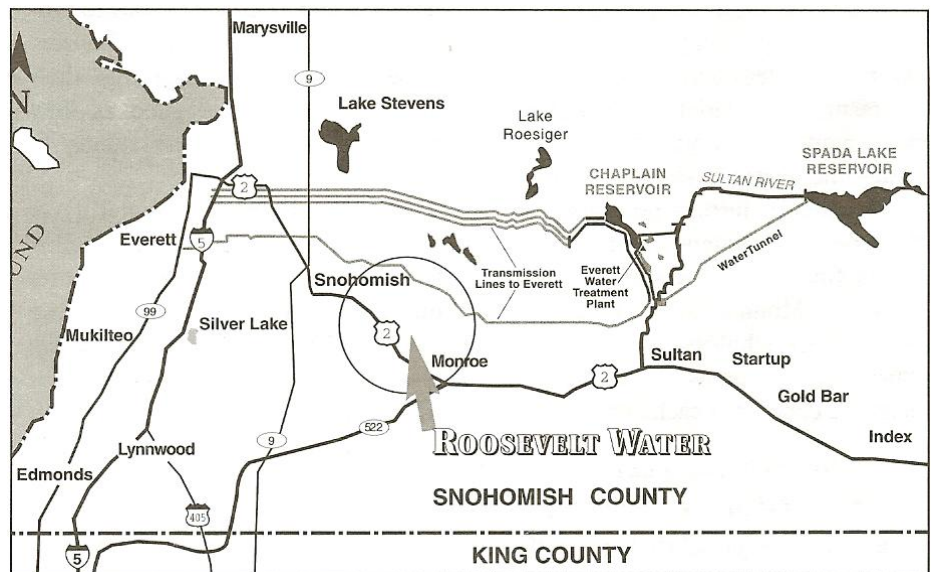 Marysville
9
Lake Stevens
Lake
Roesiger
N
CHAPLAIN
RESERVOIR
SULTAN RIVER
SPADA LAKE
RESERVOIR
2
Everett
5
UND
Snohomish
Transmission
Lines to Everett
Everett
Water
Treatment
Plant
WaterTunnel
99
Mukilteo
Silver Lake
2
Monroe
2
Sultan
Startup
Gold Bar
Index
522
9
Lynnwood
ROOSEVELT WATER
Edmonds
405
SNOHOMISH COUNTY
5
KING COUNTY